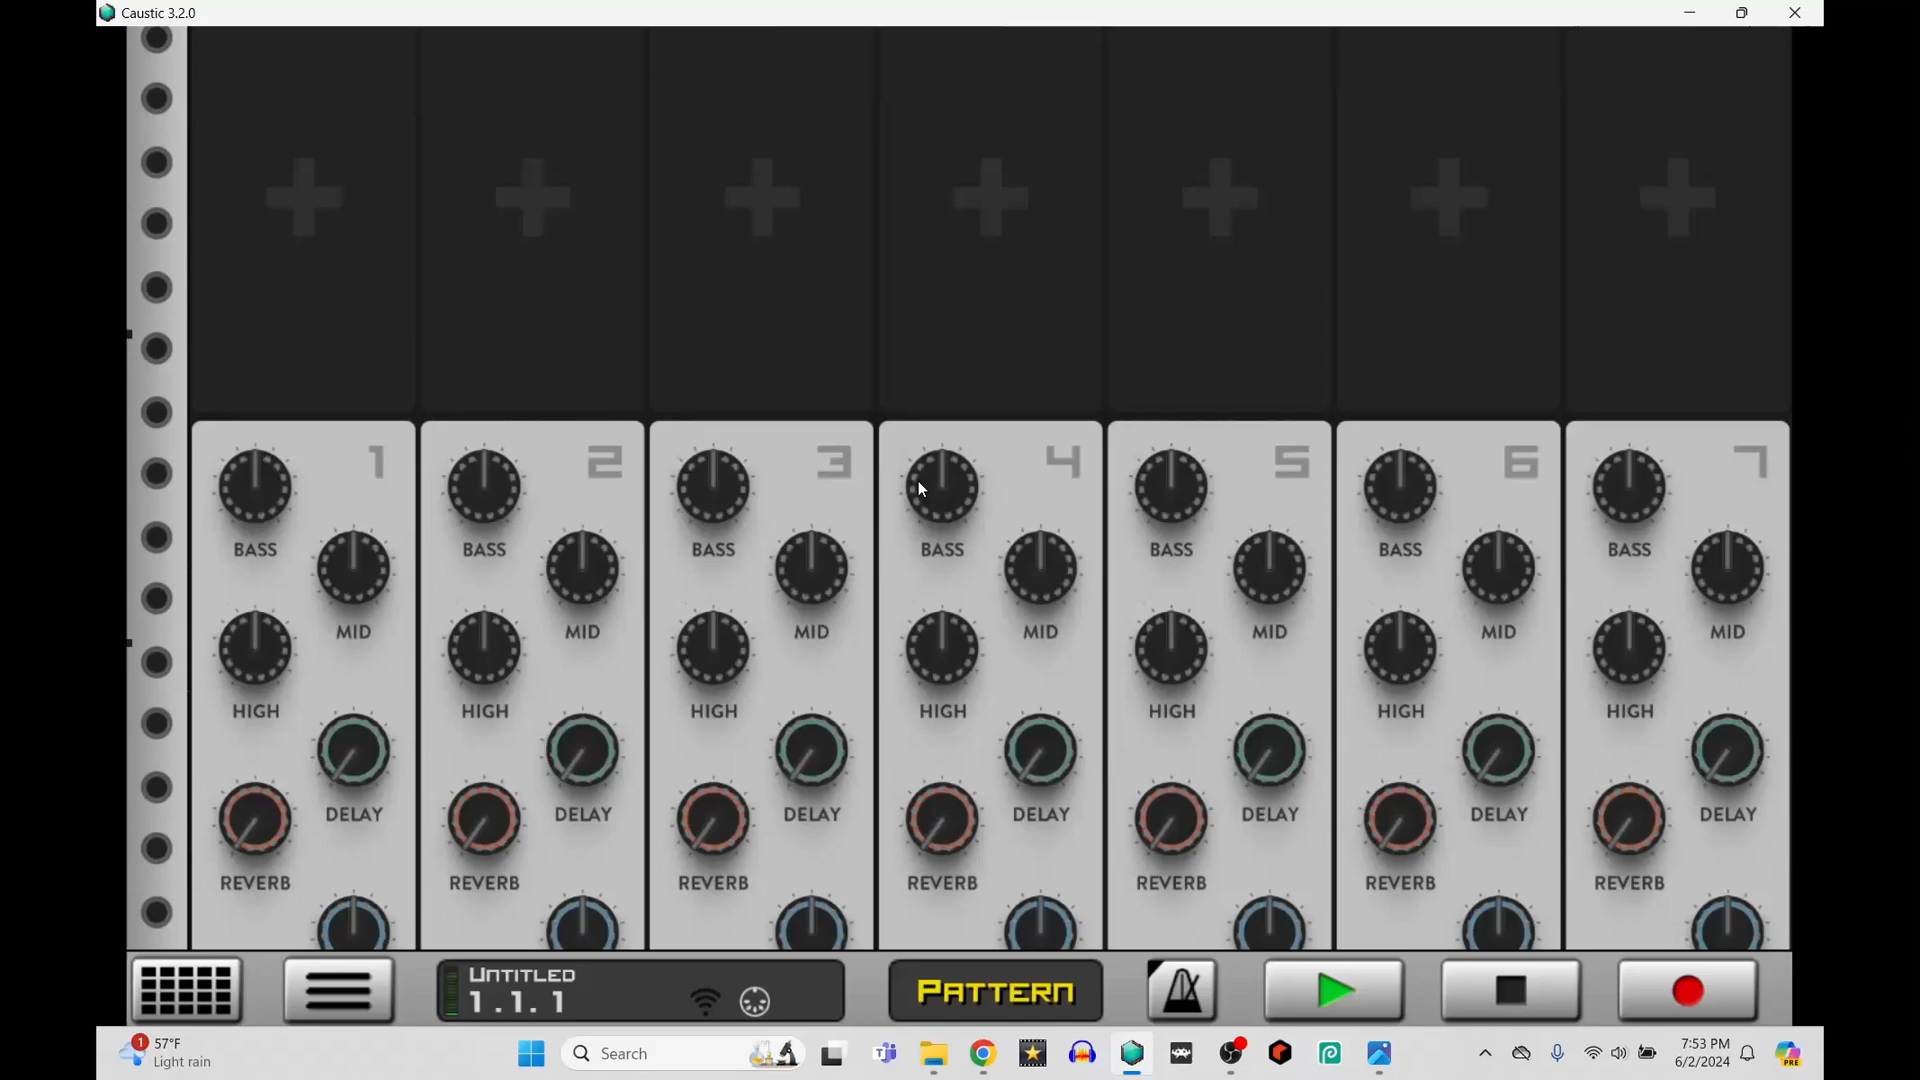 Caustic 3.2.0
1 2 3 4 5 6 7
BASS BASS BASS BASS BASS BASS BASS
MID MID MID MID MID MID MID
HIGH HIGH HIGH HIGH HIGH HIGH HIGH
DELAY DELAY DELAY DELAY DELAY DELAY DELAY
REVERB REVERB REVERB REVERB REVERB REVERB REVERB
UNTITLED
1.1. 1
PATTERN
1
57°F
Light rain
Search
7:53 PM
6/2/2024
PRE